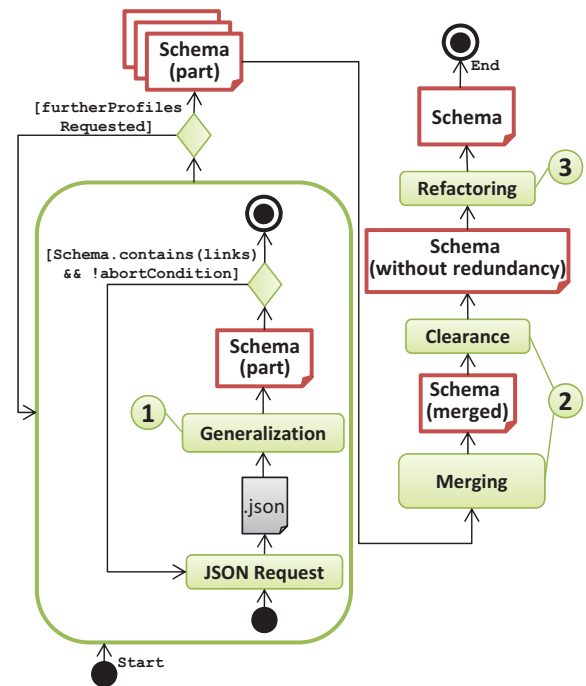 Schema
(part)
[furtherProfiles
Requested]
[Schema.contains(links)
&& !abortCondition]
Schema
(part)
1
Generalization
.json
JSON Request
Start
End
Schema
Refactoring
3
Schema
(without redundancy)
Clearance
Schema
(merged)
2
Merging